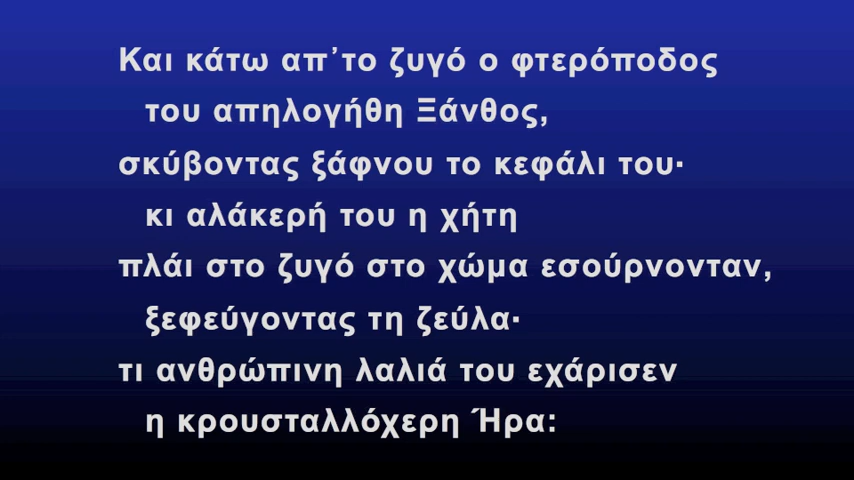 Και κάτω απ᾿το ζυγό ο φτερόποδος
του απηλογήθη Ξάνθος,
σκύβοντας ξάφνου το κεφάλι του·
κι αλάκερή του η χήτη
πλάι στο ζυγό στο χώμα εσούρνονταν,
ξεφεύγοντας τη ζεύλα·
τι ανθρώπινη λαλιά του εχάρισεν
η κρουσταλλόχερη Ήρα: